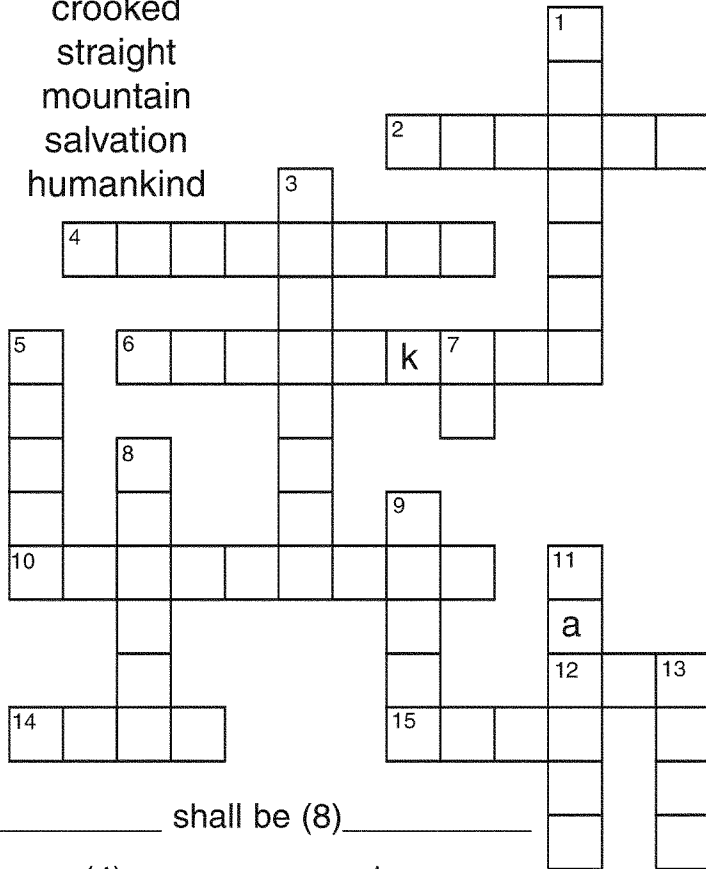 crooked
straight
mountain
salvation
humankind
1
2
3
4
5 6 k 7
8
9
10 11
a
12 13
14 15
shall be (8)